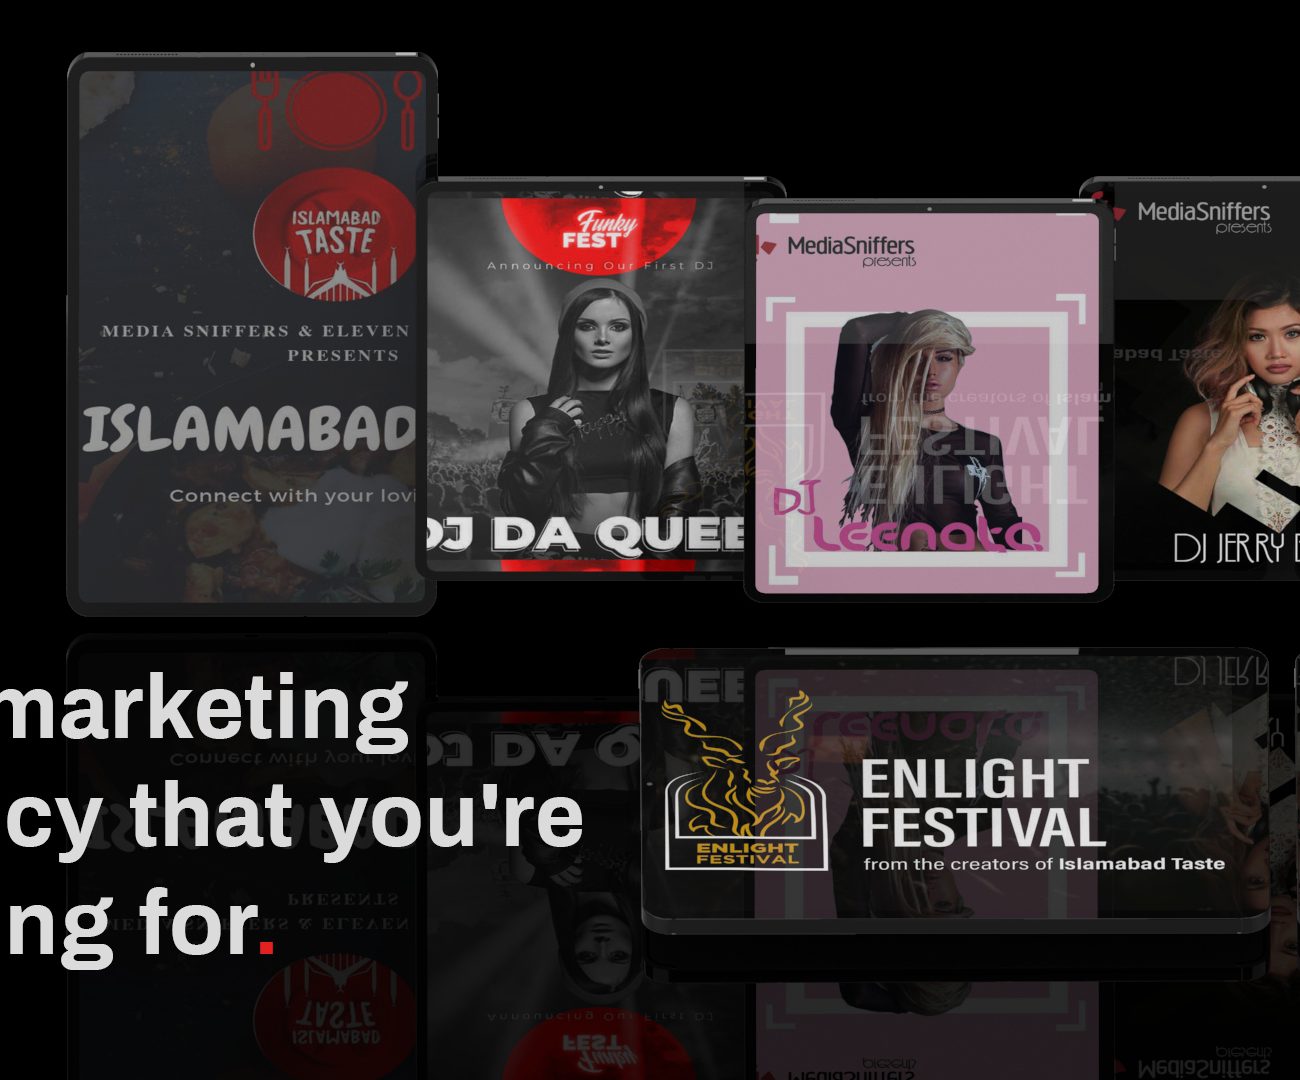 ISLAMABAD
TASTE
MEDIA SNIFFERS & ELEVEN
PRESENTS
ISLAMABAD
Connect with your lovi
Funky
FEST
Announcing Our First DJ
DJ DA QUEE
MediaSniffers
presents
DJ
Leenata
MediaSniffers
presents
DJ JERRY
marketing
cy that you're
ng for.
ENLIGHT
FESTIVAL
ENLIGHT
FESTIVAL
from the creators of Islamabad Taste